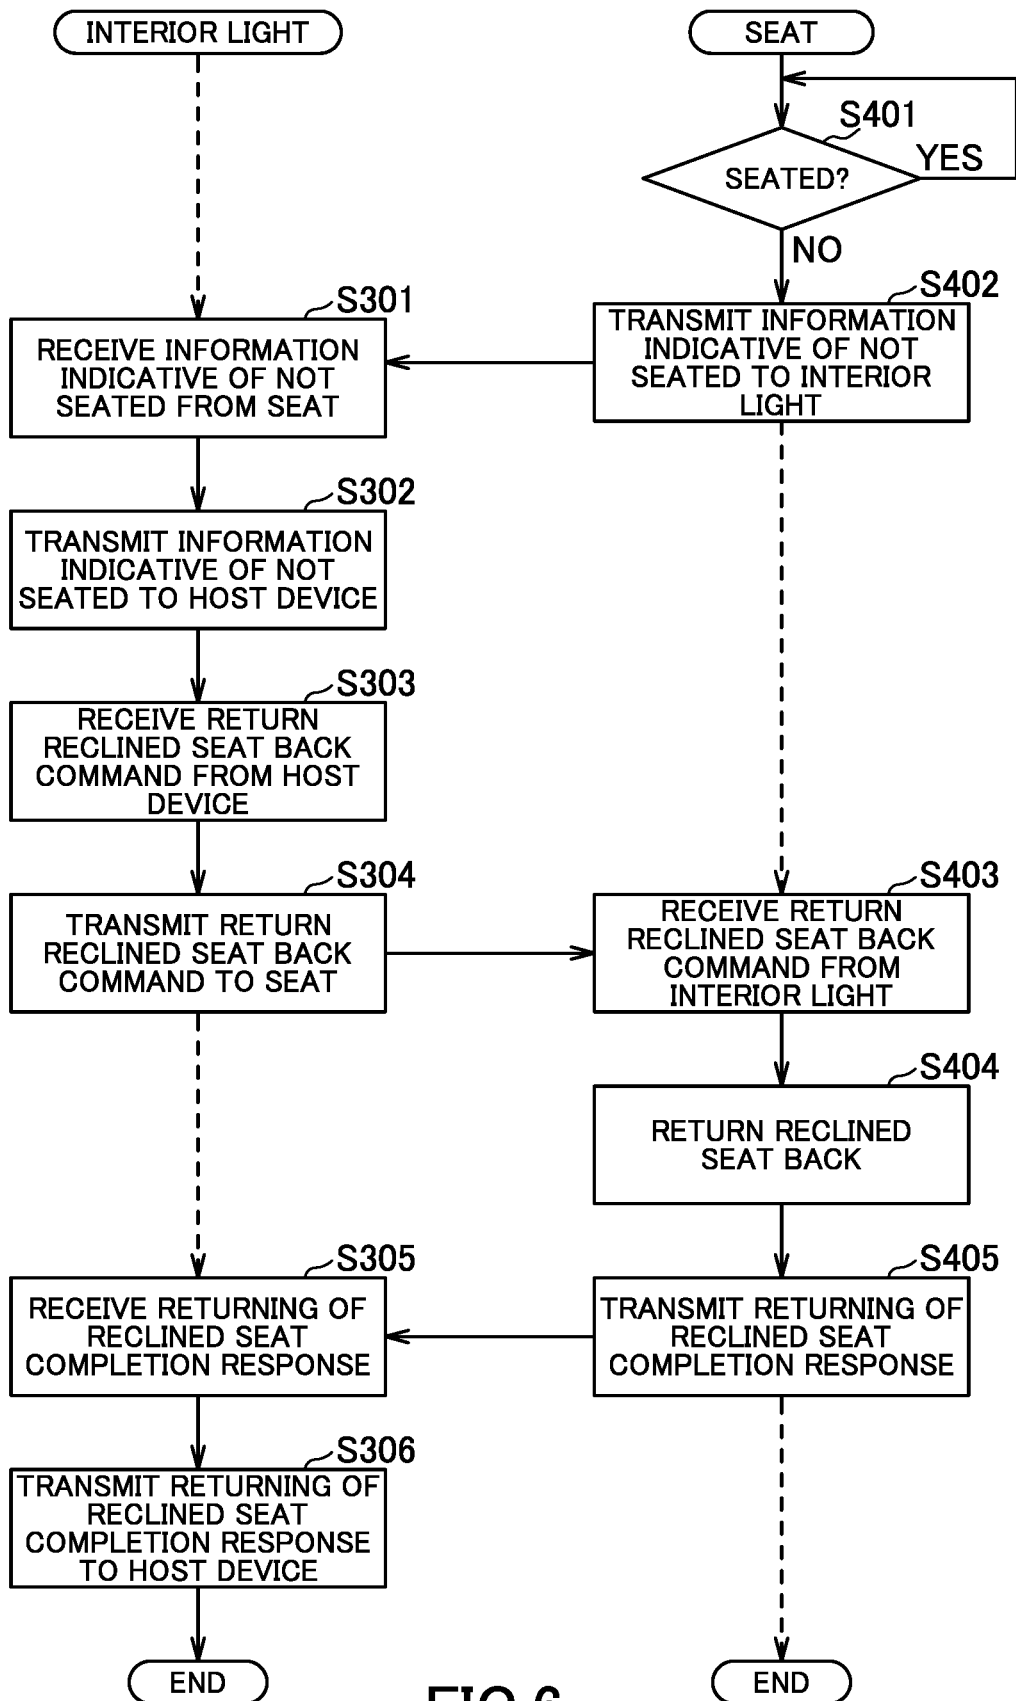 INTERIOR LIGHT
SEAT
S401
SEATED?
YES
NO
S301
RECEIVE INFORMATION
INDICATIVE OF NOT
SEATED FROM SEAT
S402
TRANSMIT INFORMATION
INDICATIVE OF NOT
SEATED TO INTERIOR
LIGHT
S302
TRANSMIT INFORMATION
INDICATIVE OF NOT
SEATED TO HOST DEVICE
S303
RECEIVE RETURN
RECLINED SEAT BACK
COMMAND FROM HOST
DEVICE
S304
TRANSMIT RETURN
RECLINED SEAT BACK
COMMAND TO SEAT
S403
RECEIVE RETURN
RECLINED SEAT BACK
COMMAND FROM
INTERIOR LIGHT
S404
RETURN RECLINED
SEAT BACK
S305
RECEIVE RETURNING OF
RECLINED SEAT
COMPLETION RESPONSE
S405
TRANSMIT RETURNING OF
RECLINED SEAT
COMPLETION RESPONSE
S306
TRANSMIT RETURNING OF
RECLINED SEAT
COMPLETION RESPONSE
TO HOST DEVICE
END
END
FIG.6